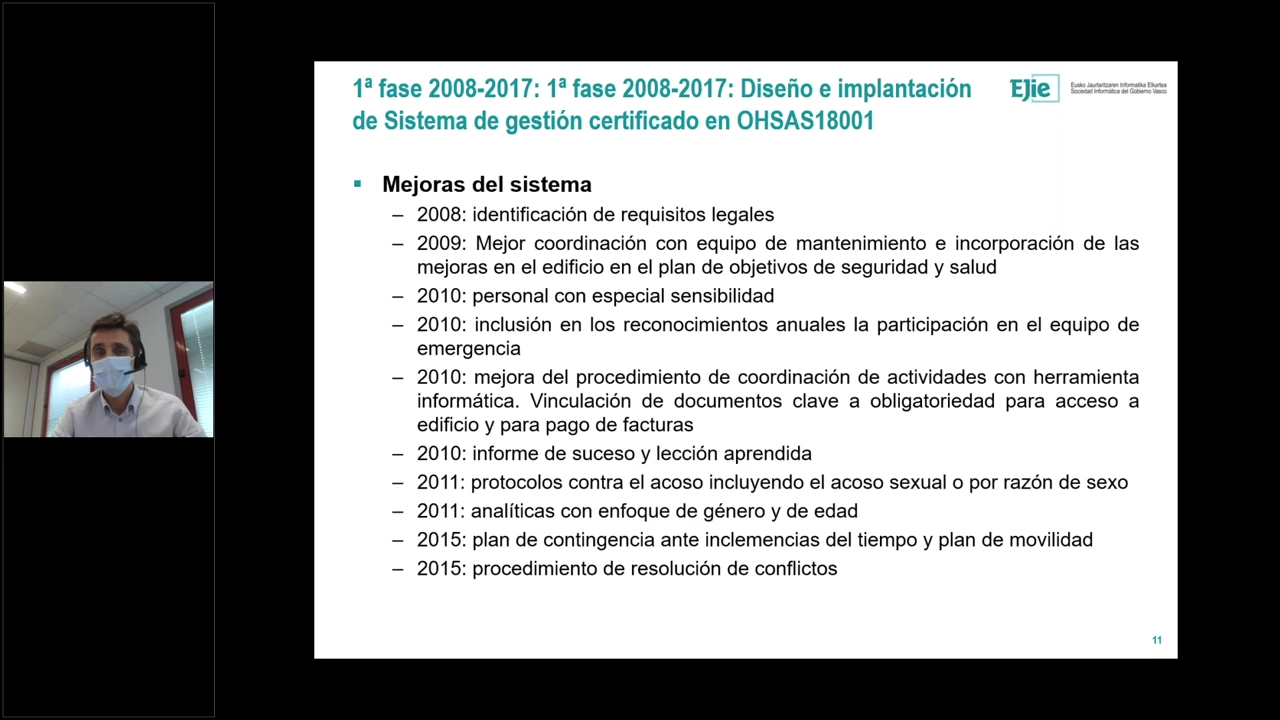 1ª fase 2008-2017: 1ª fase 2008-2017: Diseño e implantación
de Sistema de gestión certificado en OHSAS18001
EJie
Eusko Jaurlaritzaren Informatika Elkartea
Sociedad Informática del Gobierno Vasco
▪ Mejoras del sistema
– 2008: identificación de requisitos legales
– 2009: Mejor coordinación con equipo de mantenimiento e incorporación de las
mejoras en el edificio en el plan de objetivos de seguridad y salud
– 2010: personal con especial sensibilidad
– 2010: inclusión en los reconocimientos anuales la participación en el equipo de
emergencia
– 2010: mejora del procedimiento de coordinación de actividades con herramienta
informática. Vinculación de documentos clave a obligatoriedad para acceso a
edificio y para pago de facturas
– 2010: informe de suceso y lección aprendida
– 2011: protocolos contra el acoso incluyendo el acoso sexual o por razón de sexo
– 2011: analíticas con enfoque de género y de edad
– 2015: plan de contingencia ante inclemencias del tiempo y plan de movilidad
– 2015: procedimiento de resolución de conflictos
11